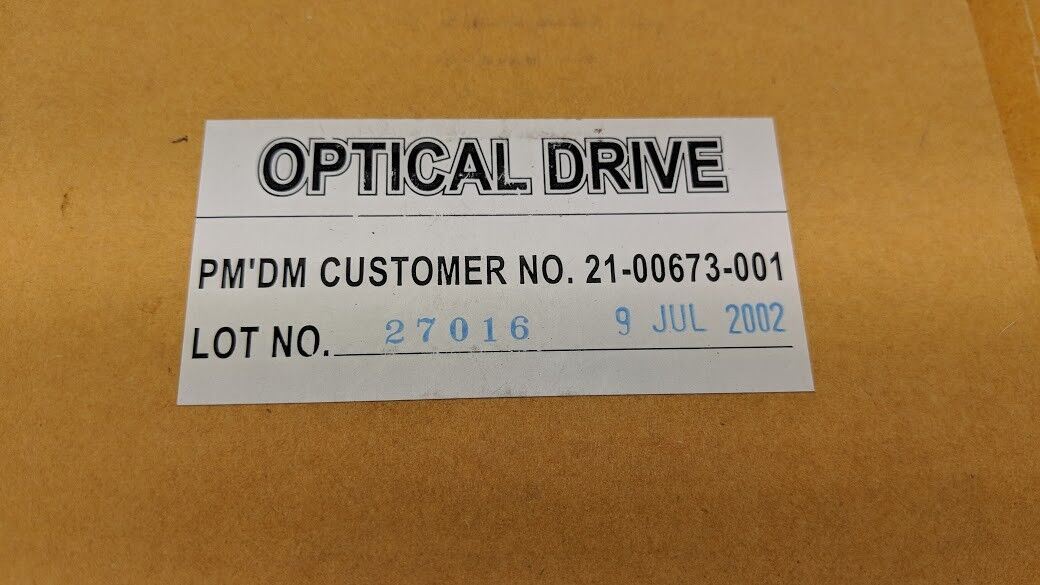 OPTICAL DRIVE
PM'DM CUSTOMER NO. 21-00673-001
LOT NO. 27016 9 JUL 2002